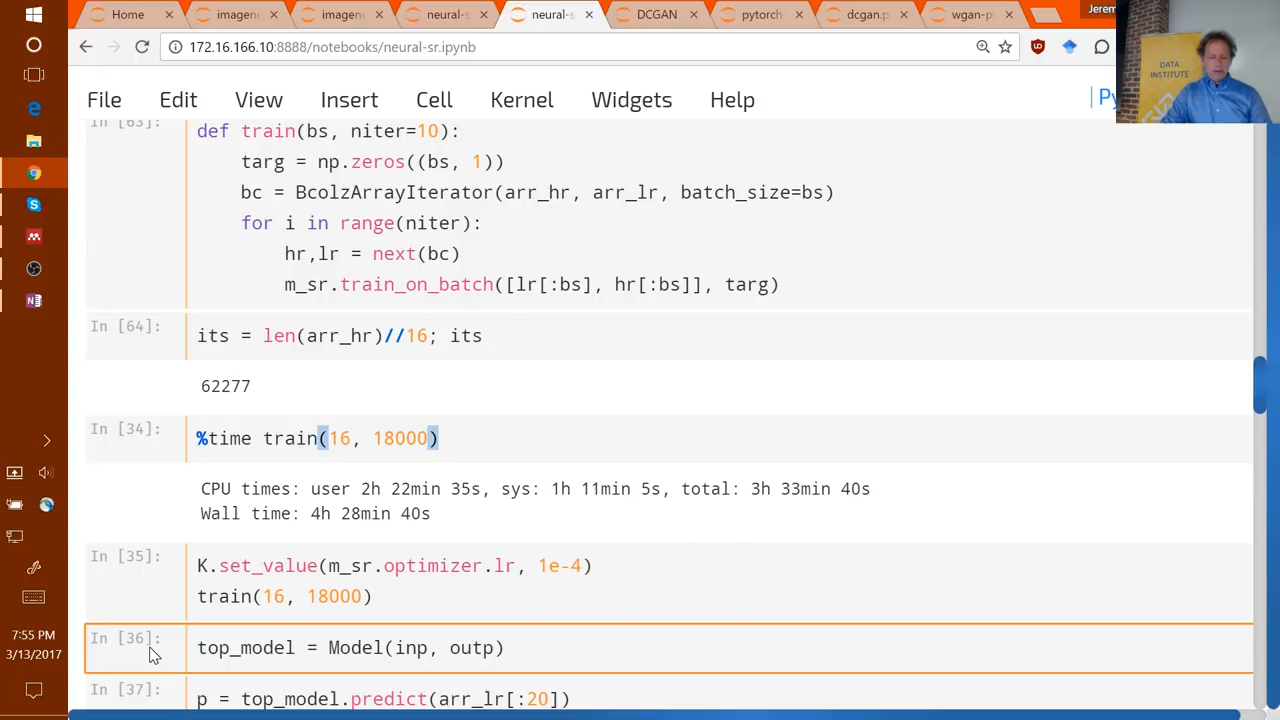 Home
imagene
imagene
neural-s
neural-s
DCGAN
pytorch
dcgan.p
wgan-py
Jerem
172.16.166.10:8888/notebooks/neural-sr.ipynb
File Edit View Insert Cell Kernel Widgets Help
Py
DATA
INSTITUTE
In [63]:
def train(bs, niter=10):
targ = np.zeros((bs, 1))
bc = BcolzArrayIterator(arr_hr, arr_lr, batch_size=bs)
for i in range(niter):
hr,lr = next(bc)
m_sr.train_on_batch([lr[:bs], hr[:bs]], targ)
In [64]:
its = len(arr_hr)//16; its
62277
In [34]:
%time train(16, 18000)
CPU times: user 2h 22min 35s, sys: 1h 11min 5s, total: 3h 33min 40s
Wall time: 4h 28min 40s
In [35]:
K.set_value(m_sr.optimizer.lr, 1e-4)
train(16, 18000)
In [36]:
top_model = Model(inp, outp)
In [37]:
p = top_model.predict(arr_lr[:20])
7:55 PM
3/13/2017